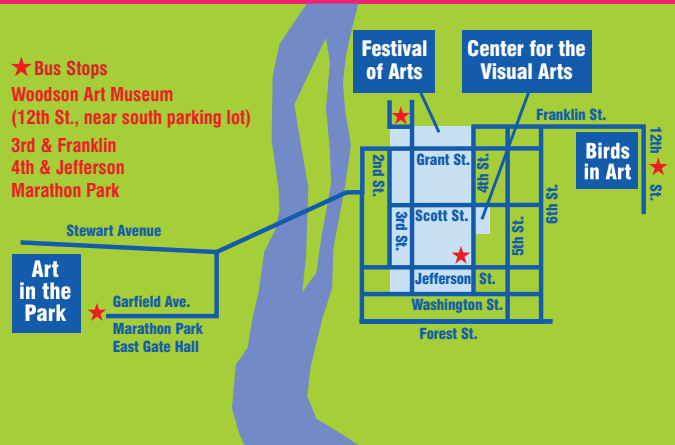 Bus Stops
Woodson Art Museum
(12th St., near south parking lot)
3rd & Franklin
4th & Jefferson
Marathon Park
Festival
of Arts
Center for the
Visual Arts
Franklin St.
Birds
in Art
12th St.
Grant St.
2nd St.
4th St.
Scott St.
3rd St.
5th St.
6th St.
Jefferson St.
Washington St.
Forest St.
Stewart Avenue
Art
in the
Park
Garfield Ave.
Marathon Park
East Gate Hall